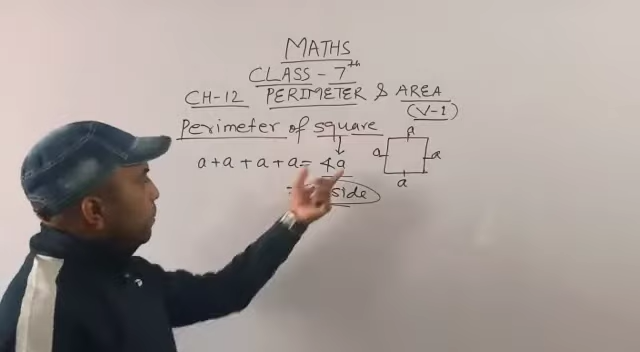 MATHS
CLASS - 7th
CH-12 PERIMETER & AREA
(V-1)
Perimeter of square
a + a + a + a = 4a
= side
a
a
a
a